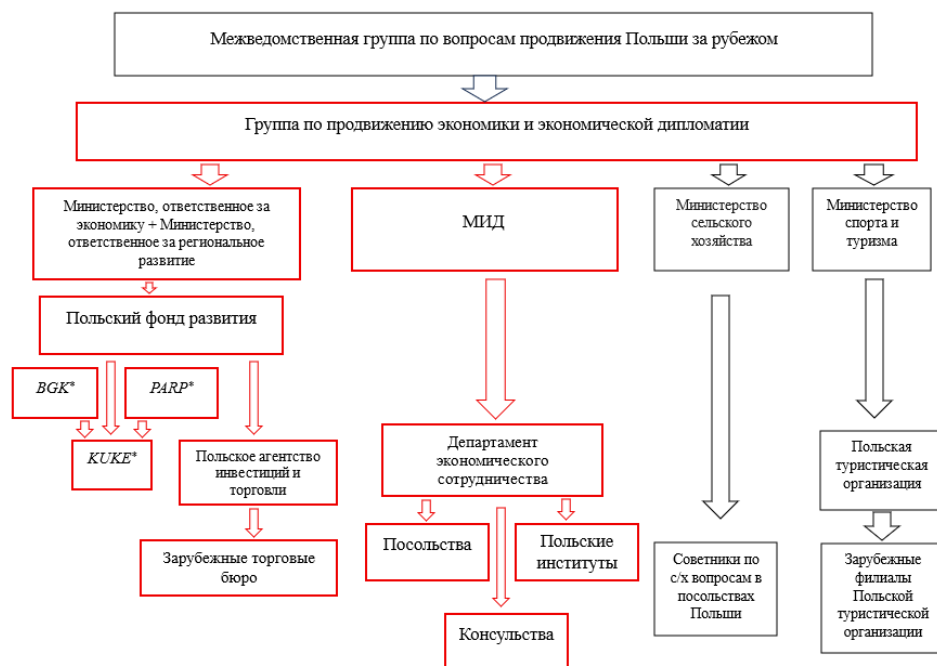 Межведомственная группа по вопросам продвижения Польши за рубежом
Группа по продвижению экономики и экономической дипломатии
Министерство, ответственное за
экономику + Министерство,
ответственное за региональное
развитие
МИД
Министерство
сельского
хозяйства
Министерство
спорта и
туризма
Польский фонд развития
BGK*
PARP*
KUKE*
Польское агентство
инвестиций и
торговли
Департамент
экономического
сотрудничества
Польская
туристическая
организация
Зарубежные торговые
бюро
Посольства
Польские
институты
Советники по
с/х вопросам в
посольствах
Польши
Зарубежные
филиалы
Польской
туристической
организации
Консульства